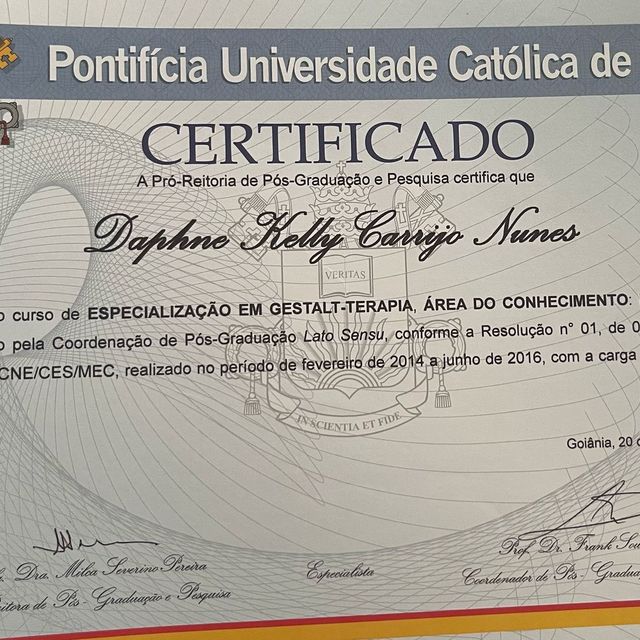 Pontifícia Universidade Católica de
CERTIFICADO
A Pró-Reitoria de Pós-Graduação e Pesquisa certifica que
Daphne Kelly Carrijo Nunes
VERITAS
o curso de ESPECIALIZAÇÃO EM GESTALT-TERAPIA, ÁREA DO CONHECIMENTO:
o pela Coordenação de Pós-Graduação Lato Sensu, conforme a Resolução n° 01, de 0
CNE/CES/MEC, realizado no período de fevereiro de 2014 a junho de 2016, com a carga
IN SCIENTIA ET FIDE
Goiânia, 20
Dra. Milca Severino Pereira
Especialista
Prof. Dr. Frank Sou
itora de Pós-Graduação e Pesquisa
Coordenador de Pós-Gradua